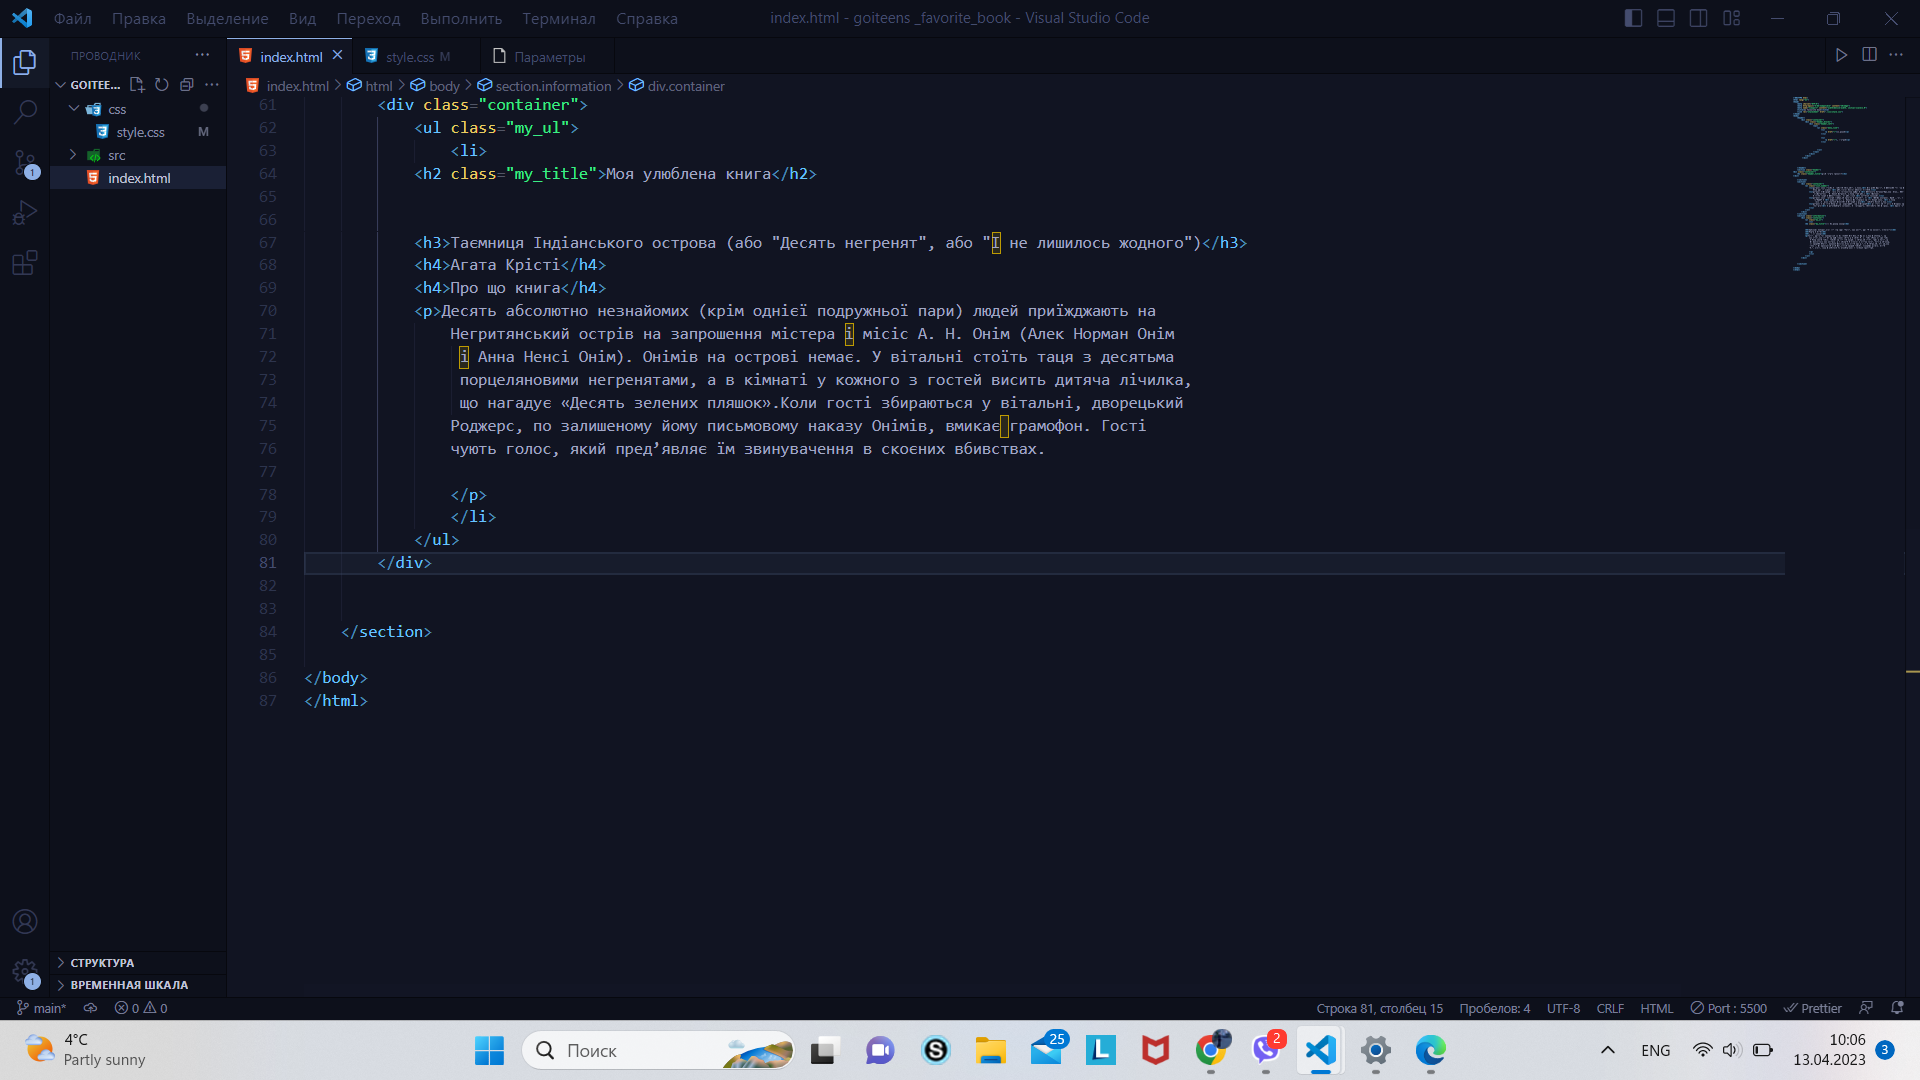 Файл Правка Выделение Вид Переход Выполнить Терминал Справка
index.html - goiteens _favorite_book - Visual Studio Code
ПРОВОДНИК
index.html
style.css M
Параметры
GOITEE...
index.html > html > body > section.information > div.container
css
style.css M
src
index.html
61 <div class="container">
62 <ul class="my_ul">
63 <li>
64 <h2 class="my_title">Моя улюблена книга</h2>
65
66
67 <h3>Таємниця Індіанського острова (або "Десять негренят", або "І не лишилось жодного")</h3>
68 <h4>Агата Крісті</h4>
69 <h4>Про що книга</h4>
70 <p>Десять абсолютно незнайомих (крім однієї подружньої пари) людей приїжджають на
71 Негритянський острів на запрошення містера і місіс А. Н. Онім (Алек Норман Онім
72 і Анна Ненсі Онім). Онімів на острові немає. У вітальні стоїть таця з десятьма
73 порцеляновими негренятами, а в кімнаті у кожного з гостей висить дитяча лічилка,
74 що нагадує «Десять зелених пляшок».Коли гості збираються у вітальні, дворецький
75 Роджерс, по залишеному йому письмовому наказу Онімів, вмикає грамофон. Гості
76 чують голос, який пред’являє їм звинувачення в скоєних вбивствах.
77
78 </p>
79 </li>
80 </ul>
81 </div>
82
83
84 </section>
85
86 </body>
87 </html>
1
1
СТРУКТУРА
ВРЕМЕННАЯ ШКАЛА
main* 0 0
Строка 81, столбец 15 Пробелов: 4 UTF-8 CRLF HTML Port : 5500 Prettier
4°C
Partly sunny
Поиск
S
25
L
2
ENG
10:06
13.04.2023
3